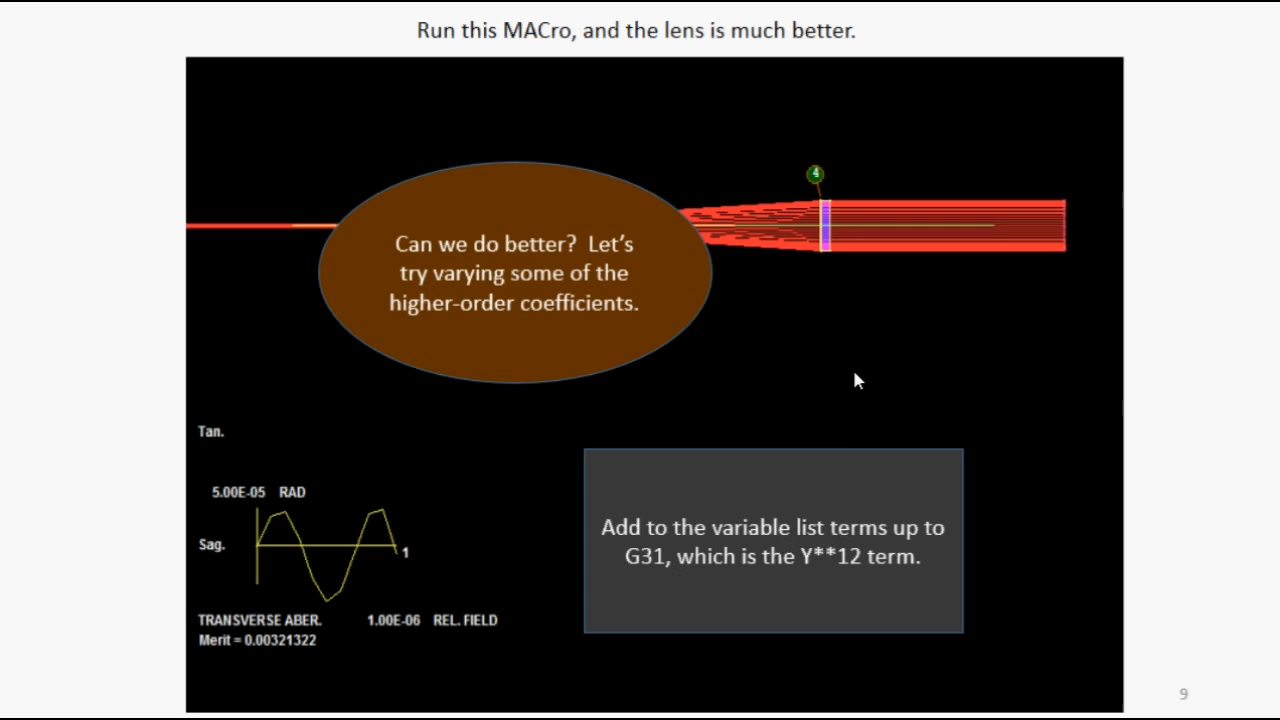 Run this MACro, and the lens is much better.
4
Can we do better? Let's
try varying some of the
higher-order coefficients.
Tan.
5.00E-05 RAD
Sag.
1
Add to the variable list terms up to
G31, which is the Y**12 term.
TRANSVERSE ABER. 1.00E-06 REL. FIELD
Merit = 0.00321322
9